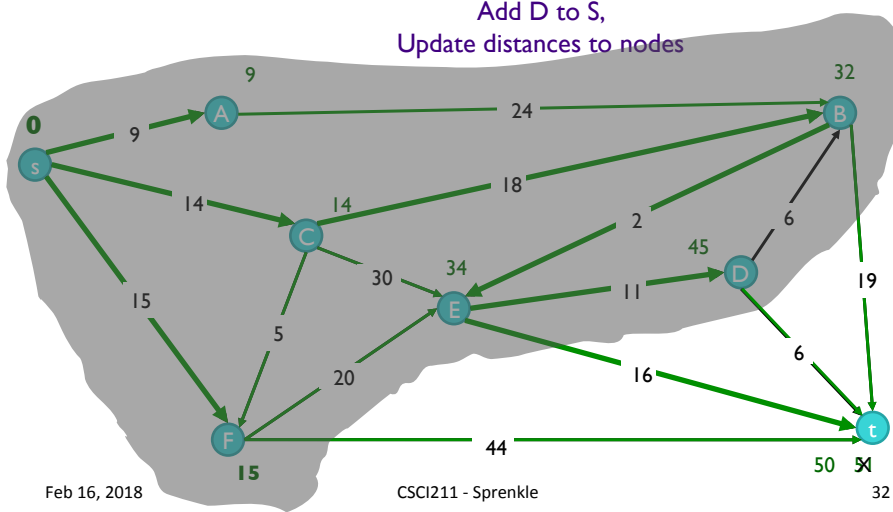 Add D to S,
Update distances to nodes
9
32
0
A
24
B
9
s
18
14
14
2
6
C
45
34
30
D
19
11
15
E
5
6
20
16
t
F
44
15
50 51
Feb 16, 2018
CSCI211 - Sprenkle
32